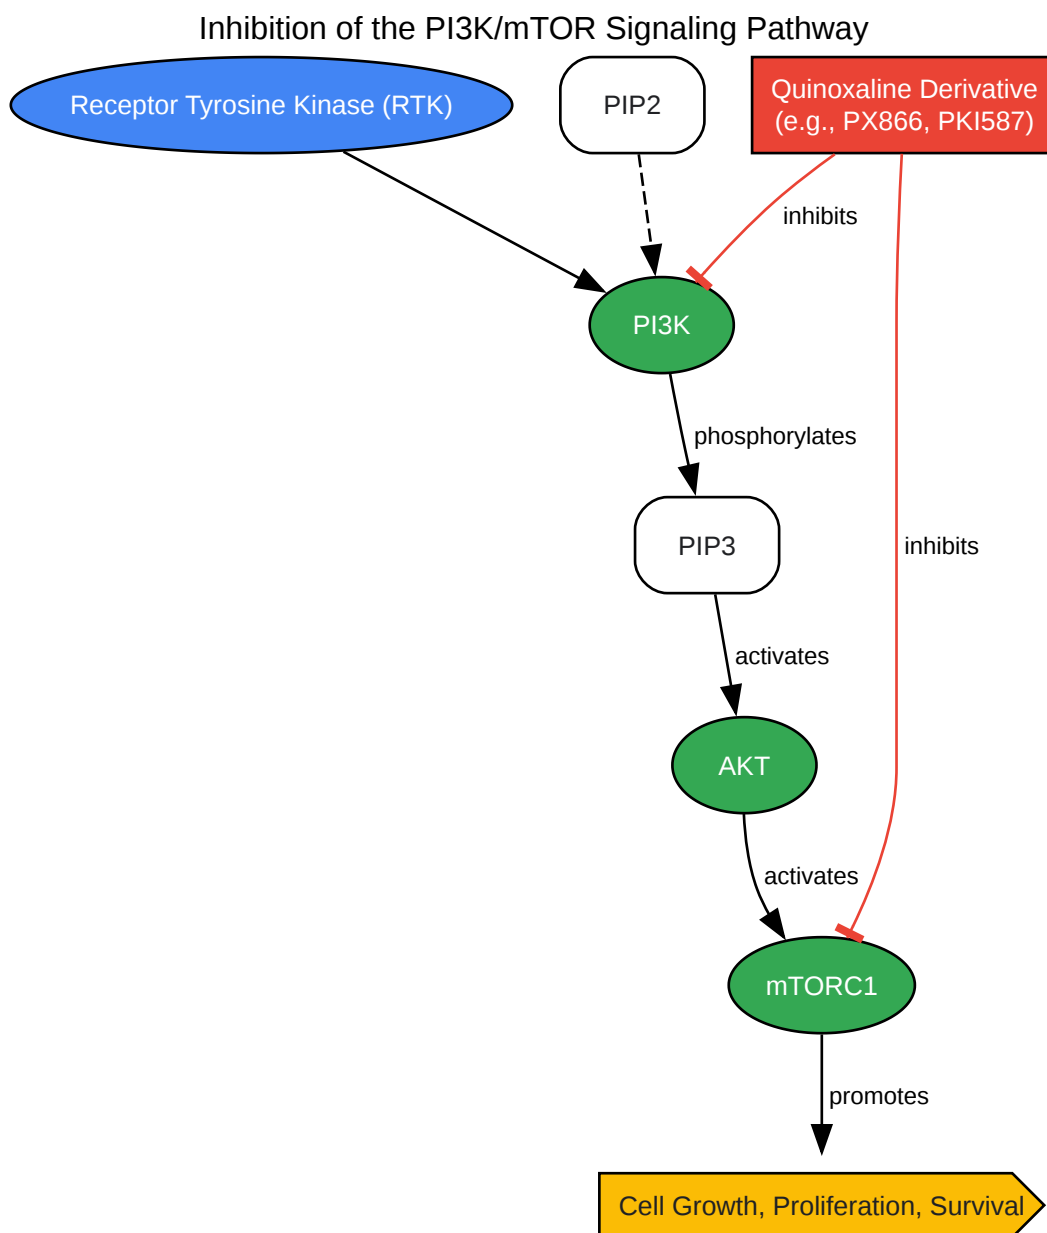 Inhibition of the PI3K/mTOR Signaling Pathway
Receptor Tyrosine Kinase (RTK)
PIP2
Quinoxaline Derivative
(e.g., PX866, PKI587)
inhibits
PI3K
phosphorylates
PIP3
inhibits
activates
AKT
activates
mTORC1
promotes
Cell Growth, Proliferation, Survival